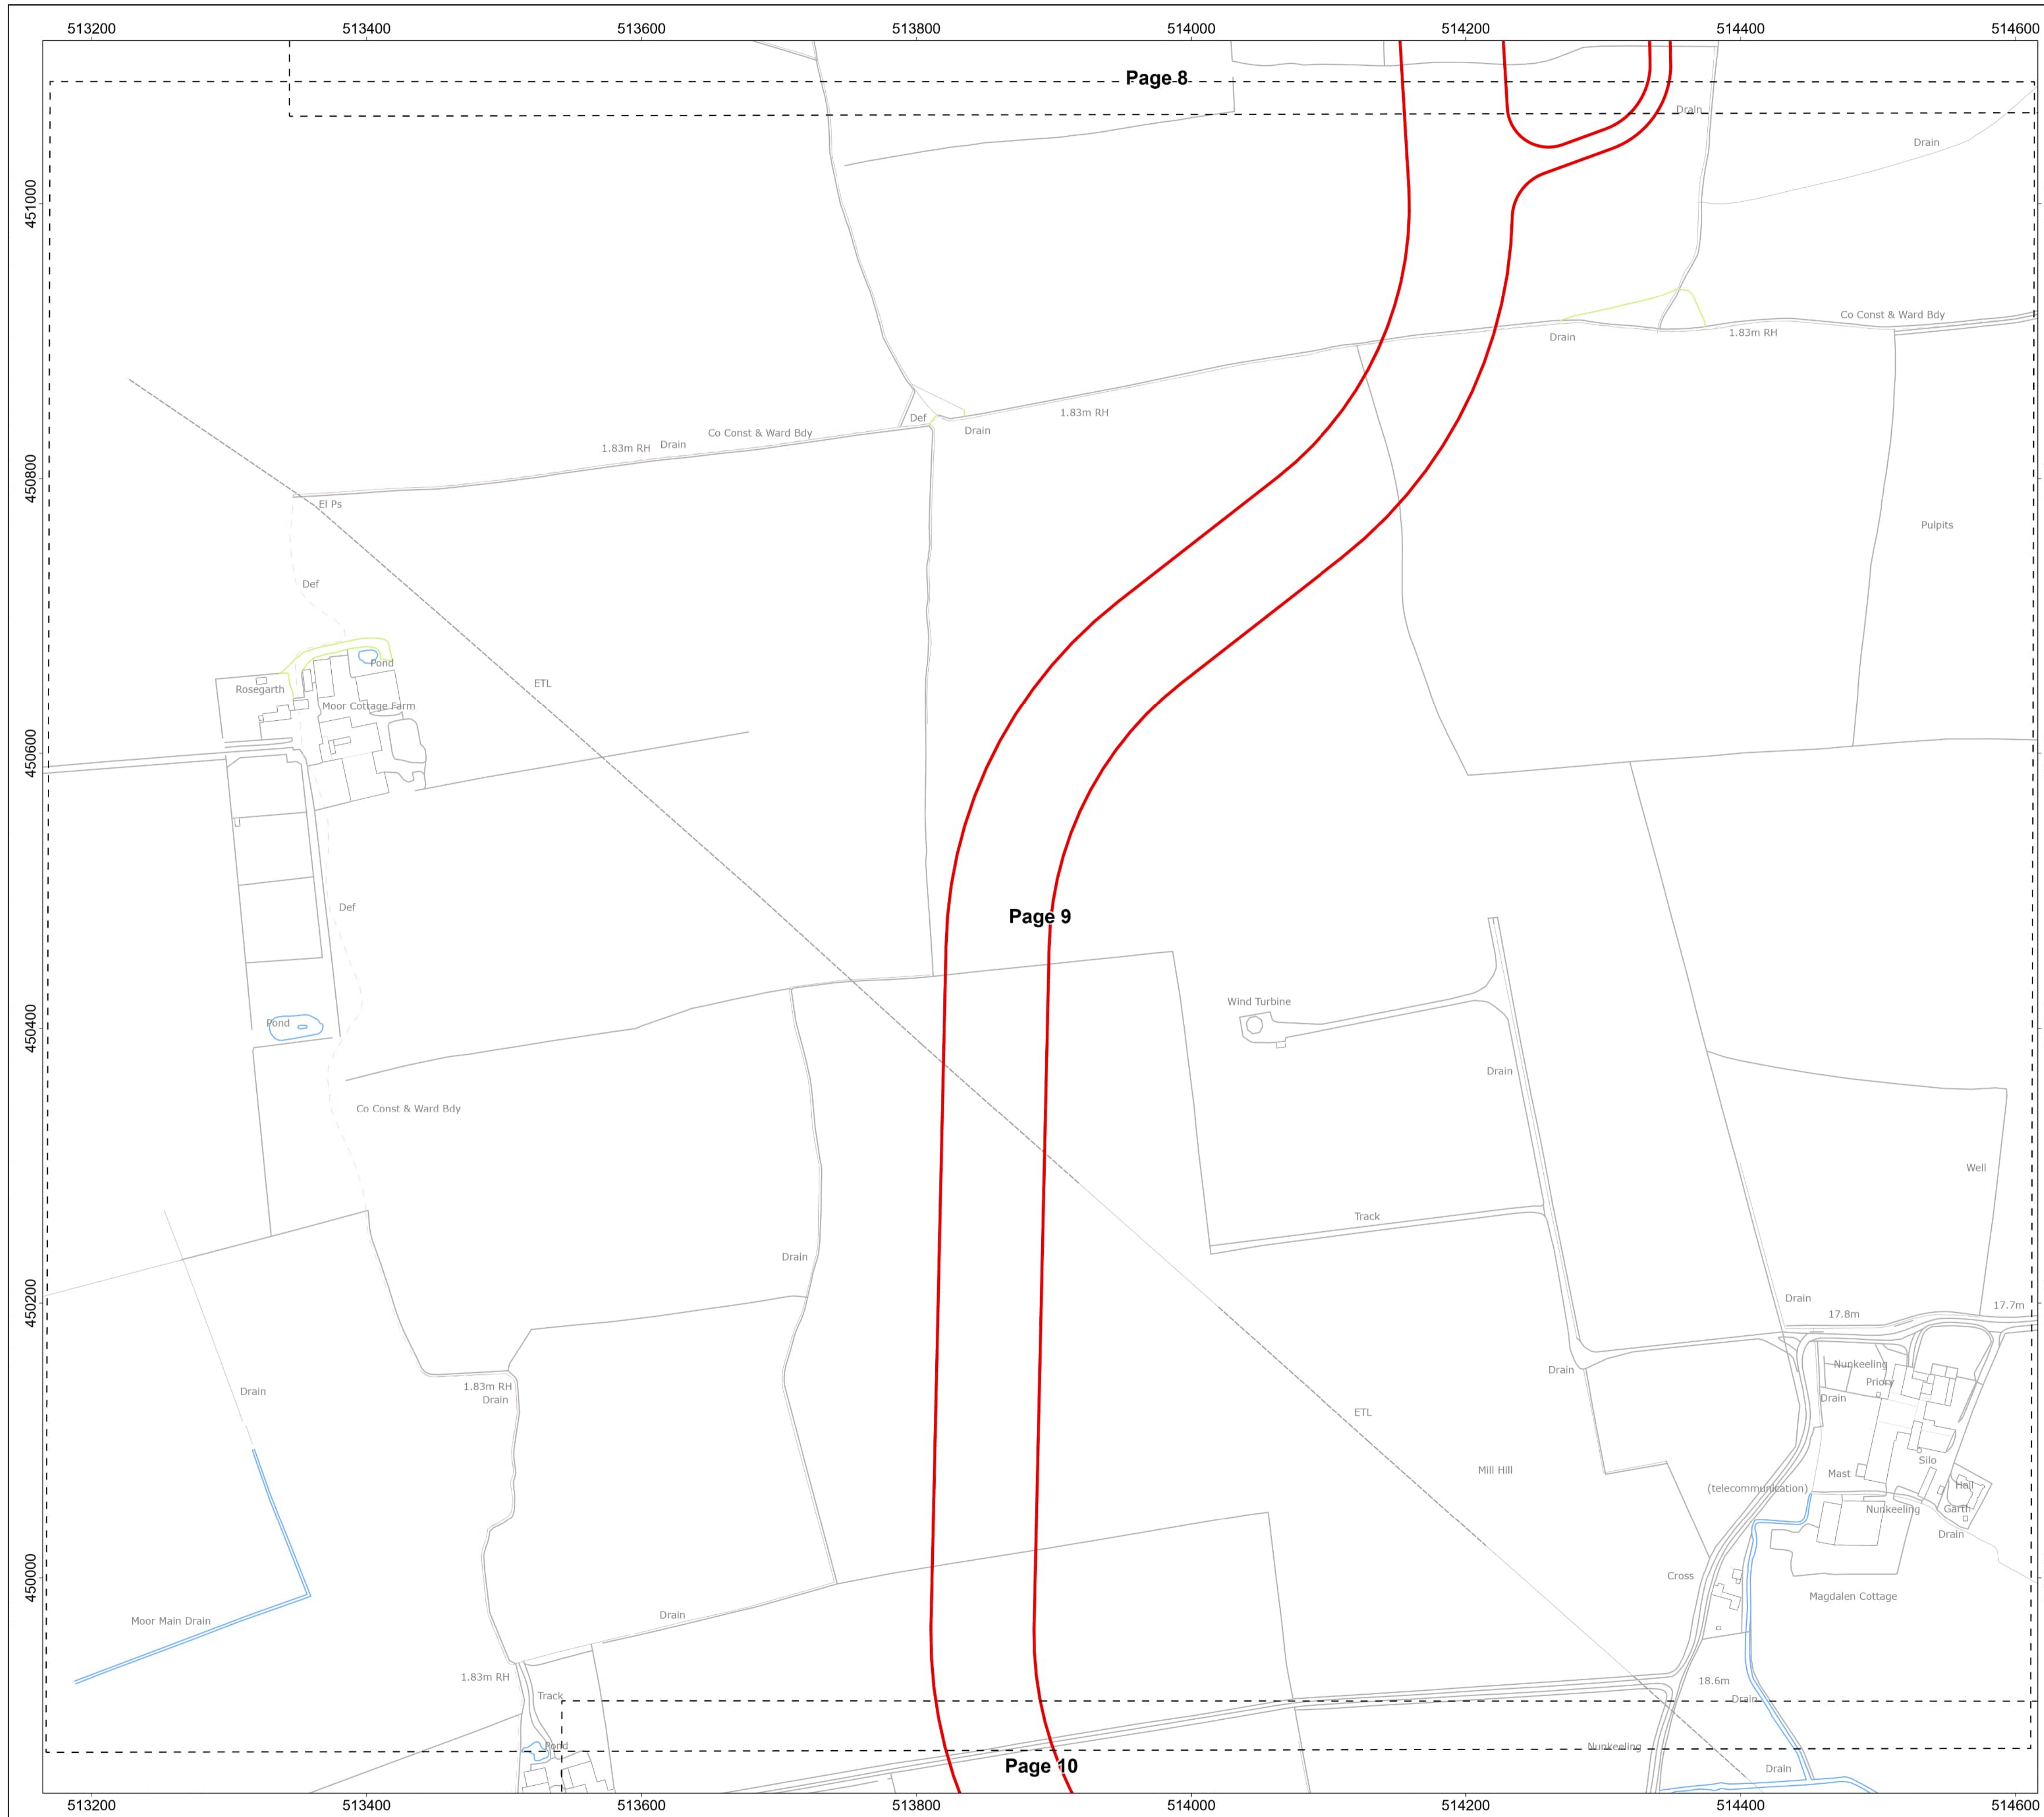 513200 513400 513600 513800 514000 514200 514400 514600
Page 8
Drain
Drain
451000
Co Const & Ward Bdy
1.83m RH
Drain
1.83m RH
Def
Drain
Co Const & Ward Bdy
Drain
1.83m RH
450800
El Ps
Pulpits
Def
Pond
ETL
Rosegarth
Moor Cottage Farm
450600
Def
Page 9
Wind Turbine
Pond
450400
Drain
Co Const & Ward Bdy
Well
Track
Drain
450200
Drain
17.7m
17.8m
Nunkeeling
Priory
Drain
Drain
1.83m RH
Drain
Drain
ETL
Silo
Mill Hill
Mast
(telecommunication)
Hall
Nunkeeling
Garth
Drain
450000
Cross
Magdalen Cottage
Drain
Moor Main Drain
1.83m RH
18.6m
Track
Drain
Pond
Nunkeeling
Page 10
Drain
513200 513400 513600 513800 514000 514200 514400 514600